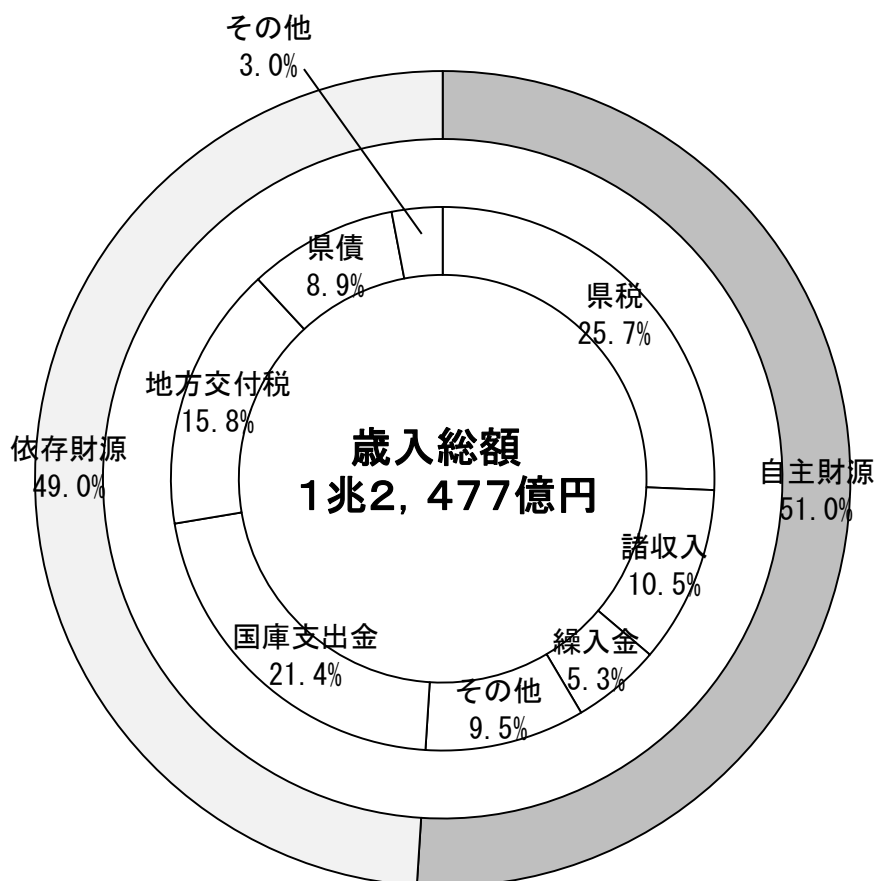 その他
3.0%
県債
8.9%
県税
25.7%
地方交付税
15.8%
依存財源
49.0%
歳入総額
1兆2,477億円
自主財源
51.0%
諸収入
10.5%
国庫支出金
21.4%
繰入金
5.3%
その他
9.5%